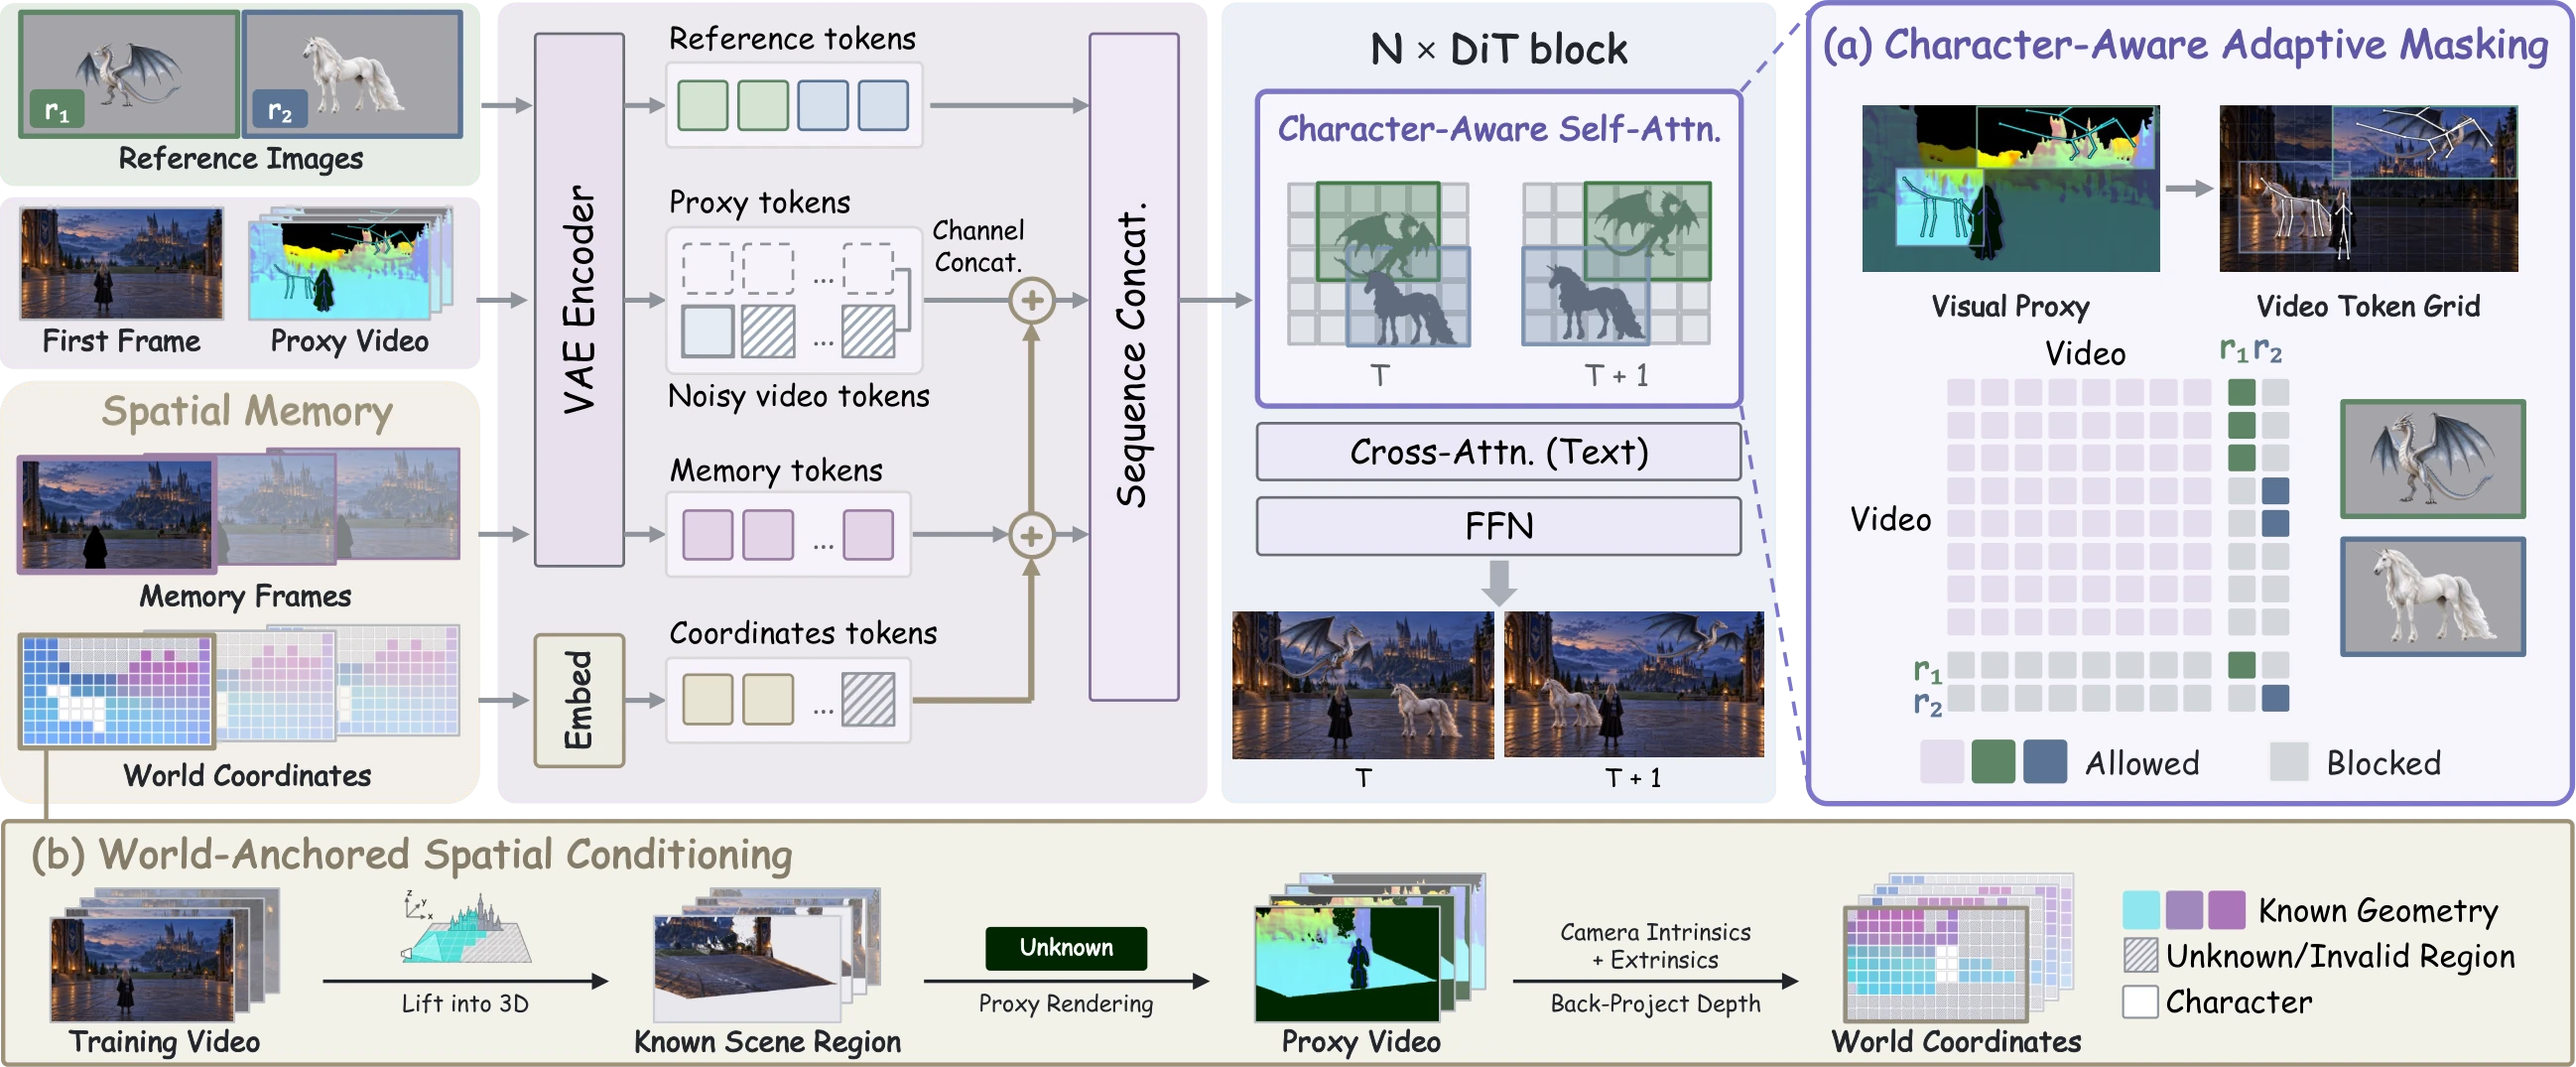 r₁
r₂
Reference Images
First Frame
Proxy Video
Spatial Memory
Memory Frames
World Coordinates
VAE Encoder
Embed
Reference tokens
Proxy tokens
...
Channel
Concat.
...
Noisy video tokens
Memory tokens
...
Coordinates tokens
...
Sequence Concat.
N × DiT block
Character-Aware Self-Attn.
T
T + 1
Cross-Attn. (Text)
FFN
T
T + 1
(a) Character-Aware Adaptive Masking
Visual Proxy
Video Token Grid
Video
r₁ r₂
Video
r₁
r₂
Allowed
Blocked
(b) World-Anchored Spatial Conditioning
Training Video
z
y
x
Lift into 3D
Known Scene Region
Unknown
Proxy Rendering
Proxy Video
Camera Intrinsics
+ Extrinsics
Back-Project Depth
World Coordinates
Known Geometry
Unknown/Invalid Region
Character